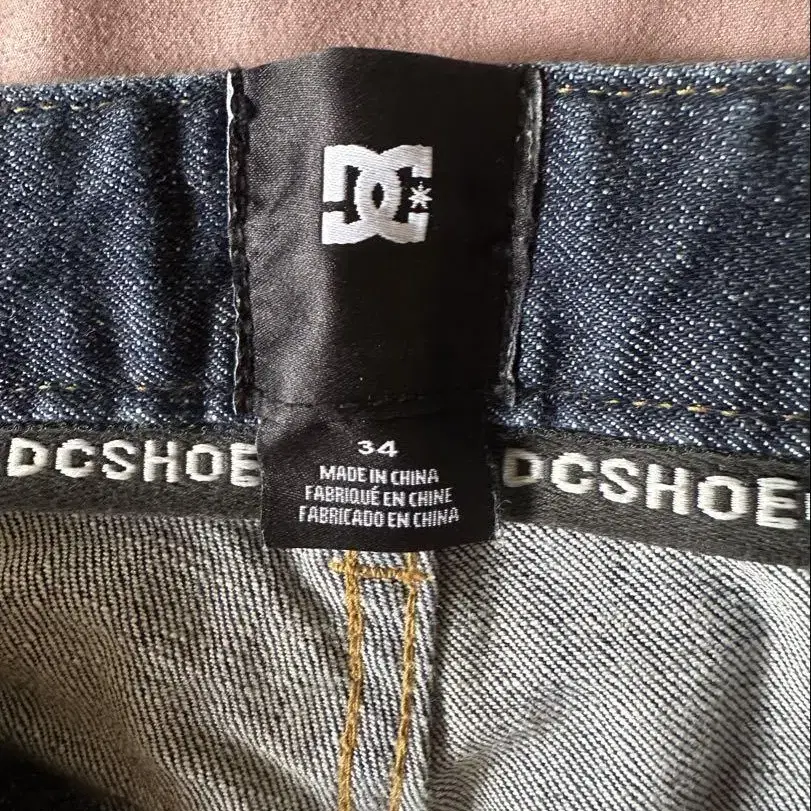 DC
34
MADE IN CHINA
FABRIQUÉ EN CHINE
FABRICADO EN CHINA
DCSHOE
DCSHOE